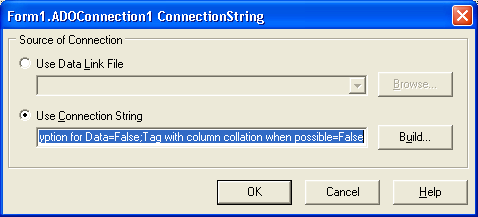 Form1.ADOConnection1 ConnectionString
Source of Connection
Use Data Link File
Browse...
Use Connection String
yption for Data=False;Tag with column collation when possible=False
Build...
OK
Cancel
Help